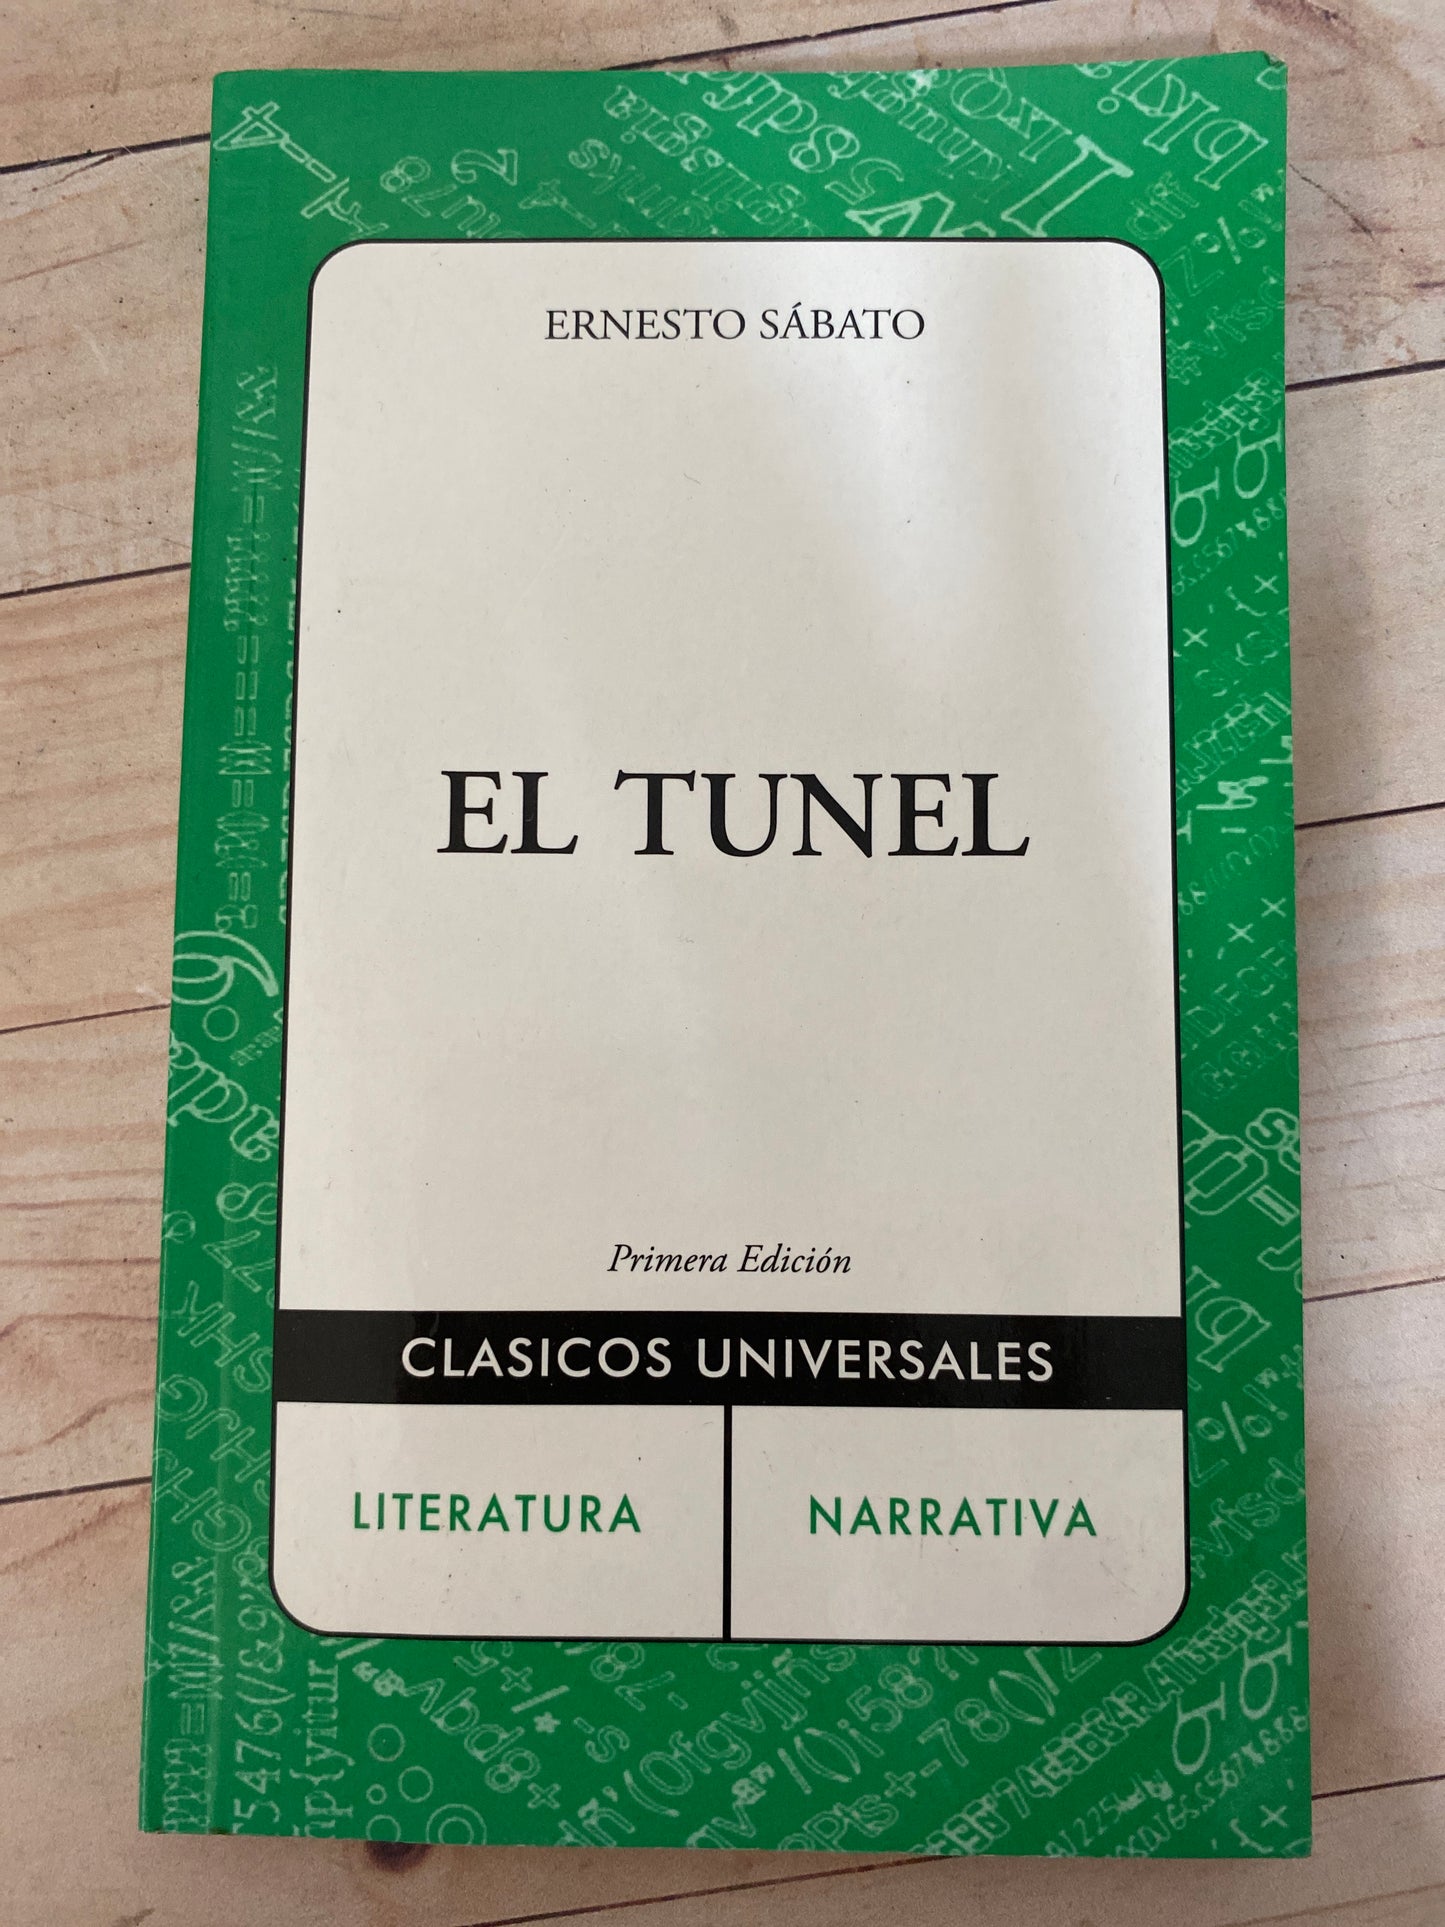 ERNESTO SÁBATO
EL TUNEL
Primera Edición
CLASICOS UNIVERSALES
LITERATURA
NARRATIVA